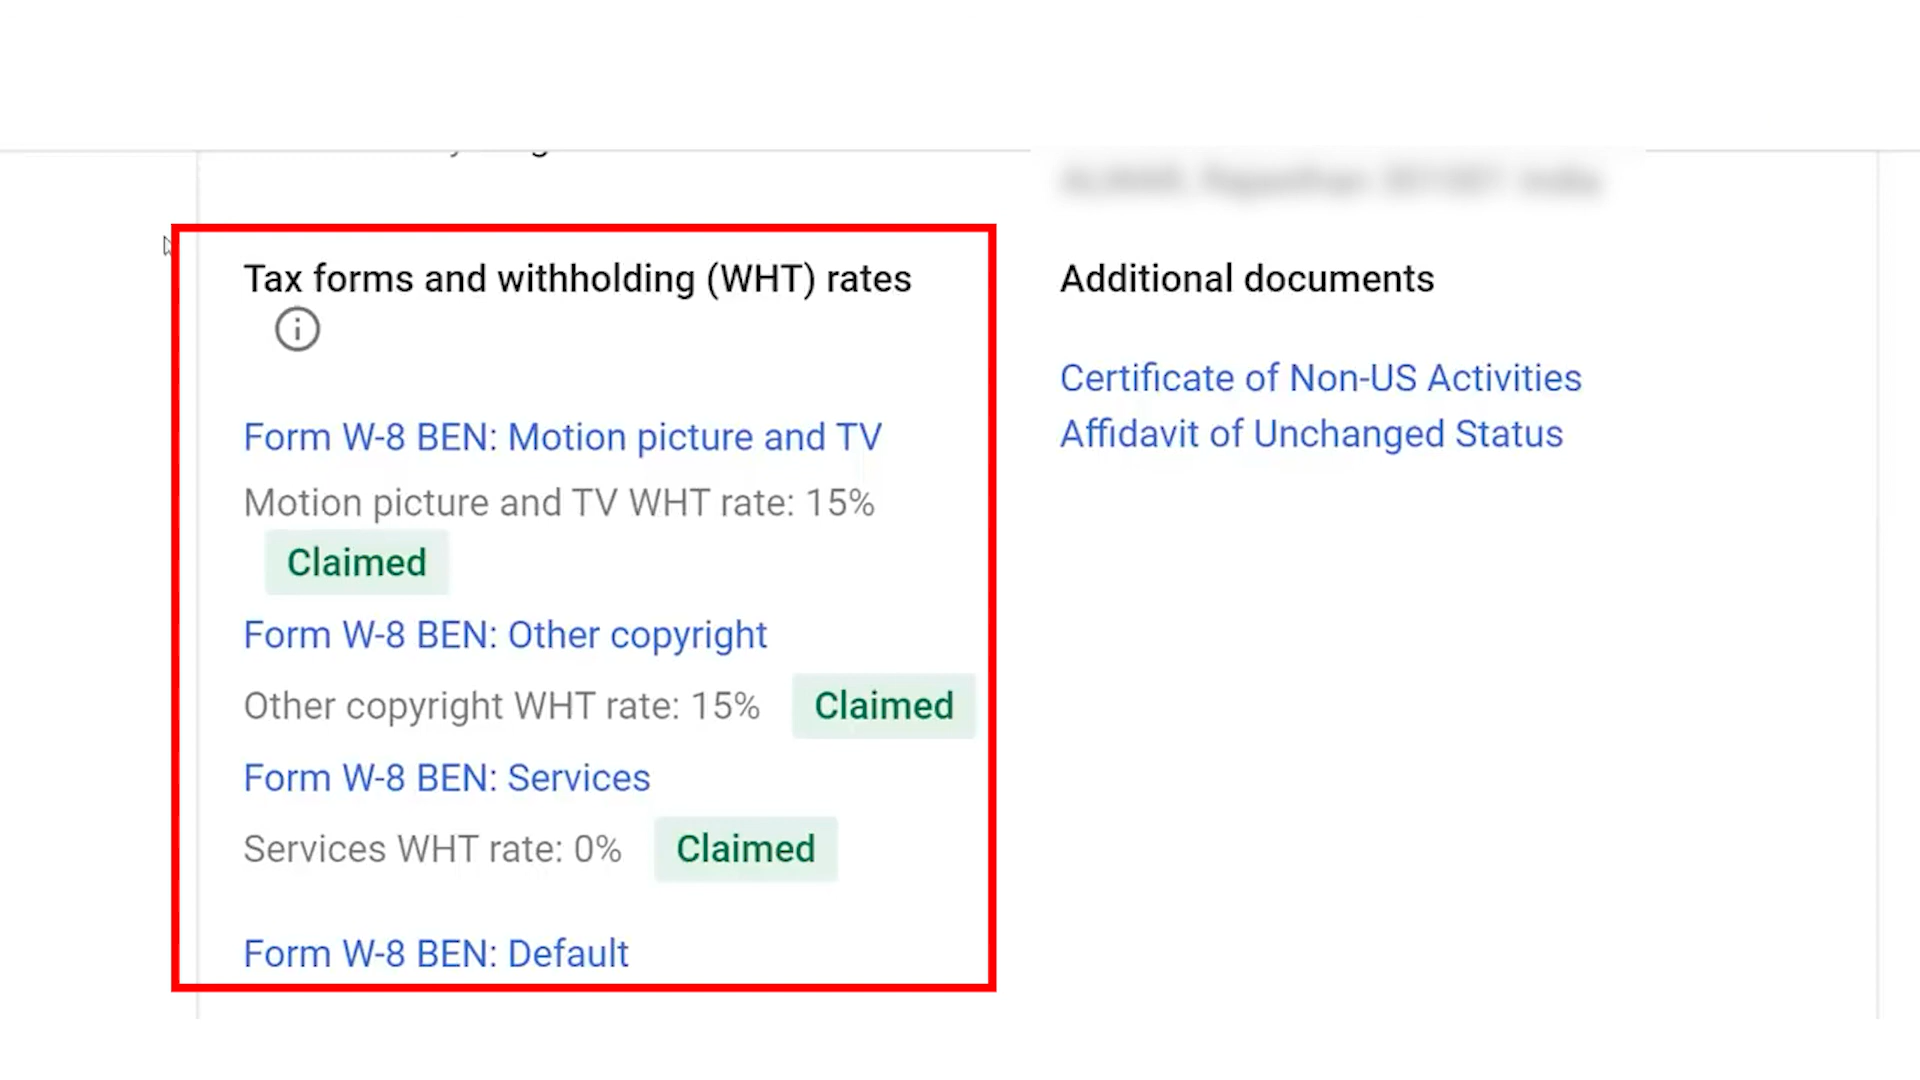 Tax forms and withholding (WHT) rates
Form W-8 BEN: Motion picture and TV
Motion picture and TV WHT rate: 15%
Claimed
Form W-8 BEN: Other copyright
Other copyright WHT rate: 15% Claimed
Form W-8 BEN: Services
Services WHT rate: 0% Claimed
Form W-8 BEN: Default
Additional documents
Certificate of Non-US Activities
Affidavit of Unchanged Status